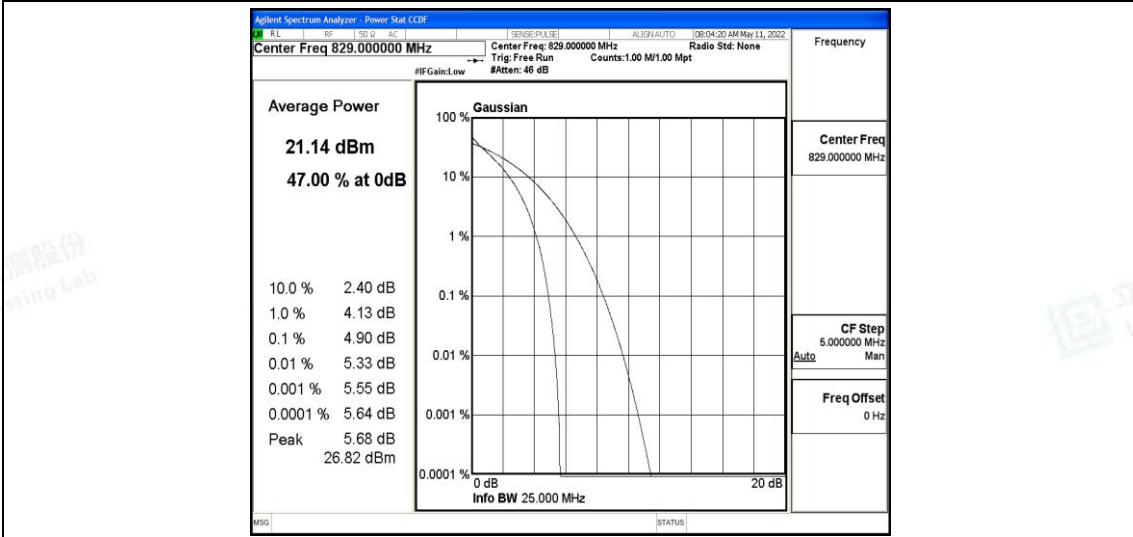 Agilent Spectrum Analyzer - Power Stat CCDF
RL RF 50 Ω AC SENSE:PULSE ALIGN AUTO 08:04:20 AM May 11, 2022
Center Freq 829.000000 MHz
Center Freq: 829.000000 MHz Radio Std: None
Trig: Free Run Counts:1.00 M/1.00 Mpt
#IFGain:Low #Atten: 46 dB
Frequency
Average Power
21.14 dBm
47.00 % at 0dB
10.0 % 2.40 dB
1.0 % 4.13 dB
0.1 % 4.90 dB
0.01 % 5.33 dB
0.001 % 5.55 dB
0.0001 % 5.64 dB
Peak 5.68 dB
26.82 dBm
Gaussian
100 %
10 %
1 %
0.1 %
0.01 %
0.001 %
0.0001 %
0 dB 20 dB
Info BW 25.000 MHz
Center Freq
829.000000 MHz
CF Step
5.000000 MHz
Auto Man
Freq Offset
0 Hz
MSG STATUS
测股份
sting Lab